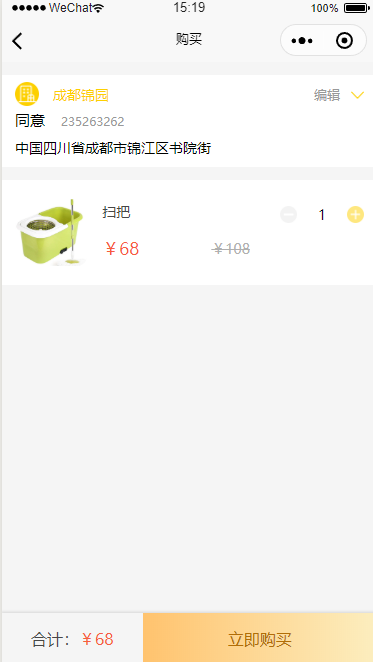 WeChat 15:19 100%
购买
成都锦园 编辑
同意 235263262
中国四川省成都市锦江区书院街
扫把 1
￥68 ￥108
合计：￥68 立即购买